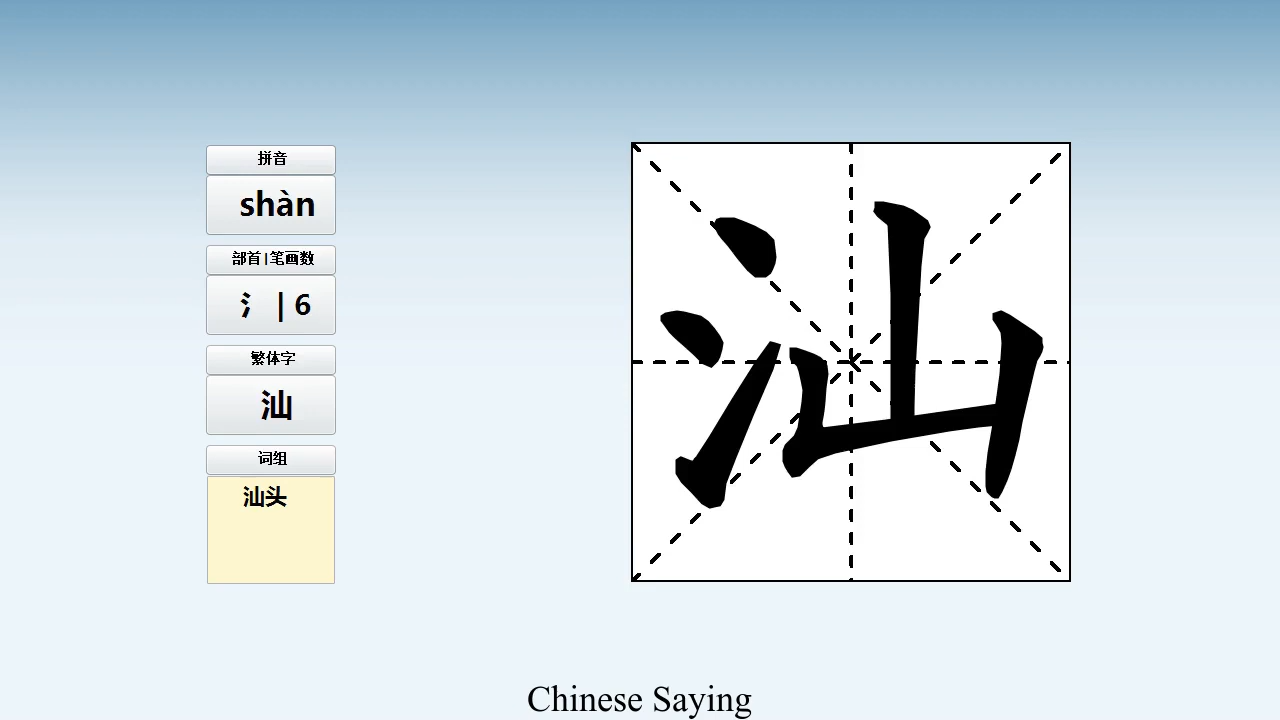 拼音
shàn
部首|笔画数
氵 | 6
繁体字
汕
词组
汕头
汕
Chinese Saying